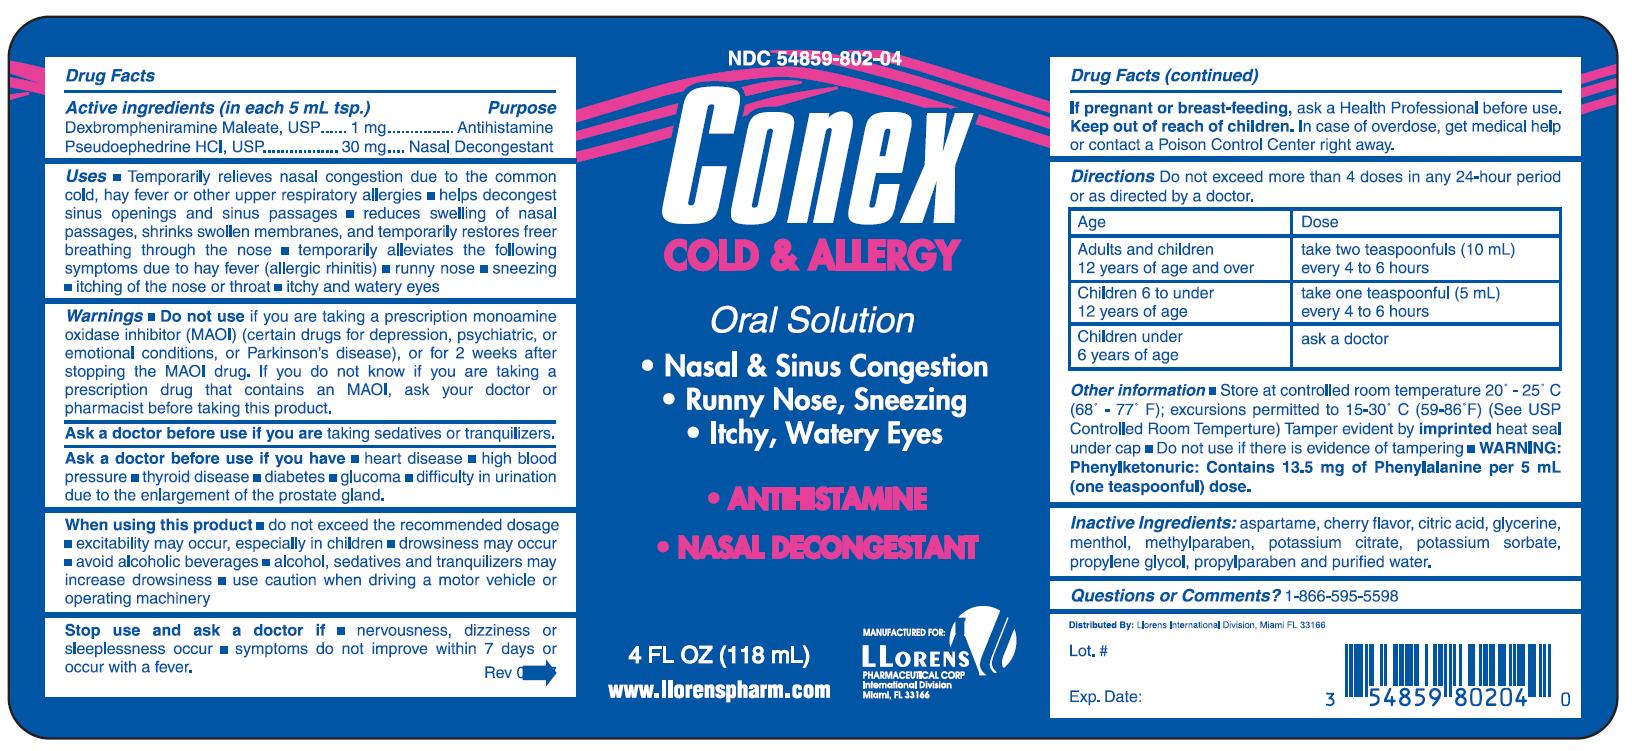 Drug Facts
Active ingredients (in each 5 mL tsp.) Purpose
Dexbrompheniramine Maleate, USP...... 1 mg............. Antihistamine
Pseudoephedrine HCl, USP................. 30 mg.... Nasal Decongestant
Uses ■ Temporarily relieves nasal congestion due to the common
cold, hay fever or other upper respiratory allergies ■ helps decongest
sinus openings and sinus passages ■ reduces swelling of nasal
passages, shrinks swollen membranes, and temporarily restores freer
breathing through the nose ■ temporarily alleviates the following
symptoms due to hay fever (allergic rhinitis) ■ runny nose ■ sneezing
■ itching of the nose or throat ■ itchy and watery eyes
Warnings ■ Do not use if you are taking a prescription monoamine
oxidase inhibitor (MAOI) (certain drugs for depression, psychiatric, or
emotional conditions, or Parkinson's disease), or for 2 weeks after
stopping the MAOI drug. If you do not know if you are taking a
prescription drug that contains an MAOI, ask your doctor or
pharmacist before taking this product.
Ask a doctor before use if you are taking sedatives or tranquilizers.
Ask a doctor before use if you have ■ heart disease ■ high blood
pressure ■ thyroid disease ■ diabetes ■ glucoma ■ difficulty in urination
due to the enlargement of the prostate gland.
When using this product ■ do not exceed the recommended dosage
■ excitability may occur, especially in children ■ drowsiness may occur
■ avoid alcoholic beverages ■ alcohol, sedatives and tranquilizers may
increase drowsiness ■ use caution when driving a motor vehicle or
operating machinery
Stop use and ask a doctor if ■ nervousness, dizziness or
sleeplessness occur ■ symptoms do not improve within 7 days or
occur with a fever.
Rev
NDC 54859-802-04
Conex
COLD & ALLERGY
Oral Solution
• Nasal & Sinus Congestion
• Runny Nose, Sneezing
• Itchy, Watery Eyes
• ANTIHISTAMINE
• NASAL DECONGESTANT
4 FL OZ (118 mL)
www.llorenspharm.com
MANUFACTURED FOR:
LLORENS
PHARMACEUTICAL CORP
International Division
Miami, FL 33166
Drug Facts (continued)
If pregnant or breast-feeding, ask a Health Professional before use.
Keep out of reach of children. In case of overdose, get medical help
or contact a Poison Control Center right away.
Directions Do not exceed more than 4 doses in any 24-hour period
or as directed by a doctor.
Age Dose
Adults and children take two teaspoonfuls (10 mL)
12 years of age and over every 4 to 6 hours
Children 6 to under take one teaspoonful (5 mL)
12 years of age every 4 to 6 hours
Children under ask a doctor
6 years of age
Other information ■ Store at controlled room temperature 20˚ - 25˚ C
(68˚ - 77˚ F); excursions permitted to 15-30˚ C (59-86˚F) (See USP
Controlled Room Temperture) Tamper evident by imprinted heat seal
under cap ■ Do not use if there is evidence of tampering ■ WARNING:
Phenylketonuric: Contains 13.5 mg of Phenylalanine per 5 mL
(one teaspoonful) dose.
Inactive Ingredients: aspartame, cherry flavor, citric acid, glycerine,
menthol, methylparaben, potassium citrate, potassium sorbate,
propylene glycol, propylparaben and purified water.
Questions or Comments? 1-866-595-5598
Distributed By: Llorens International Division, Miami FL 33166
Lot. #
Exp. Date:
3 54859 80204 0